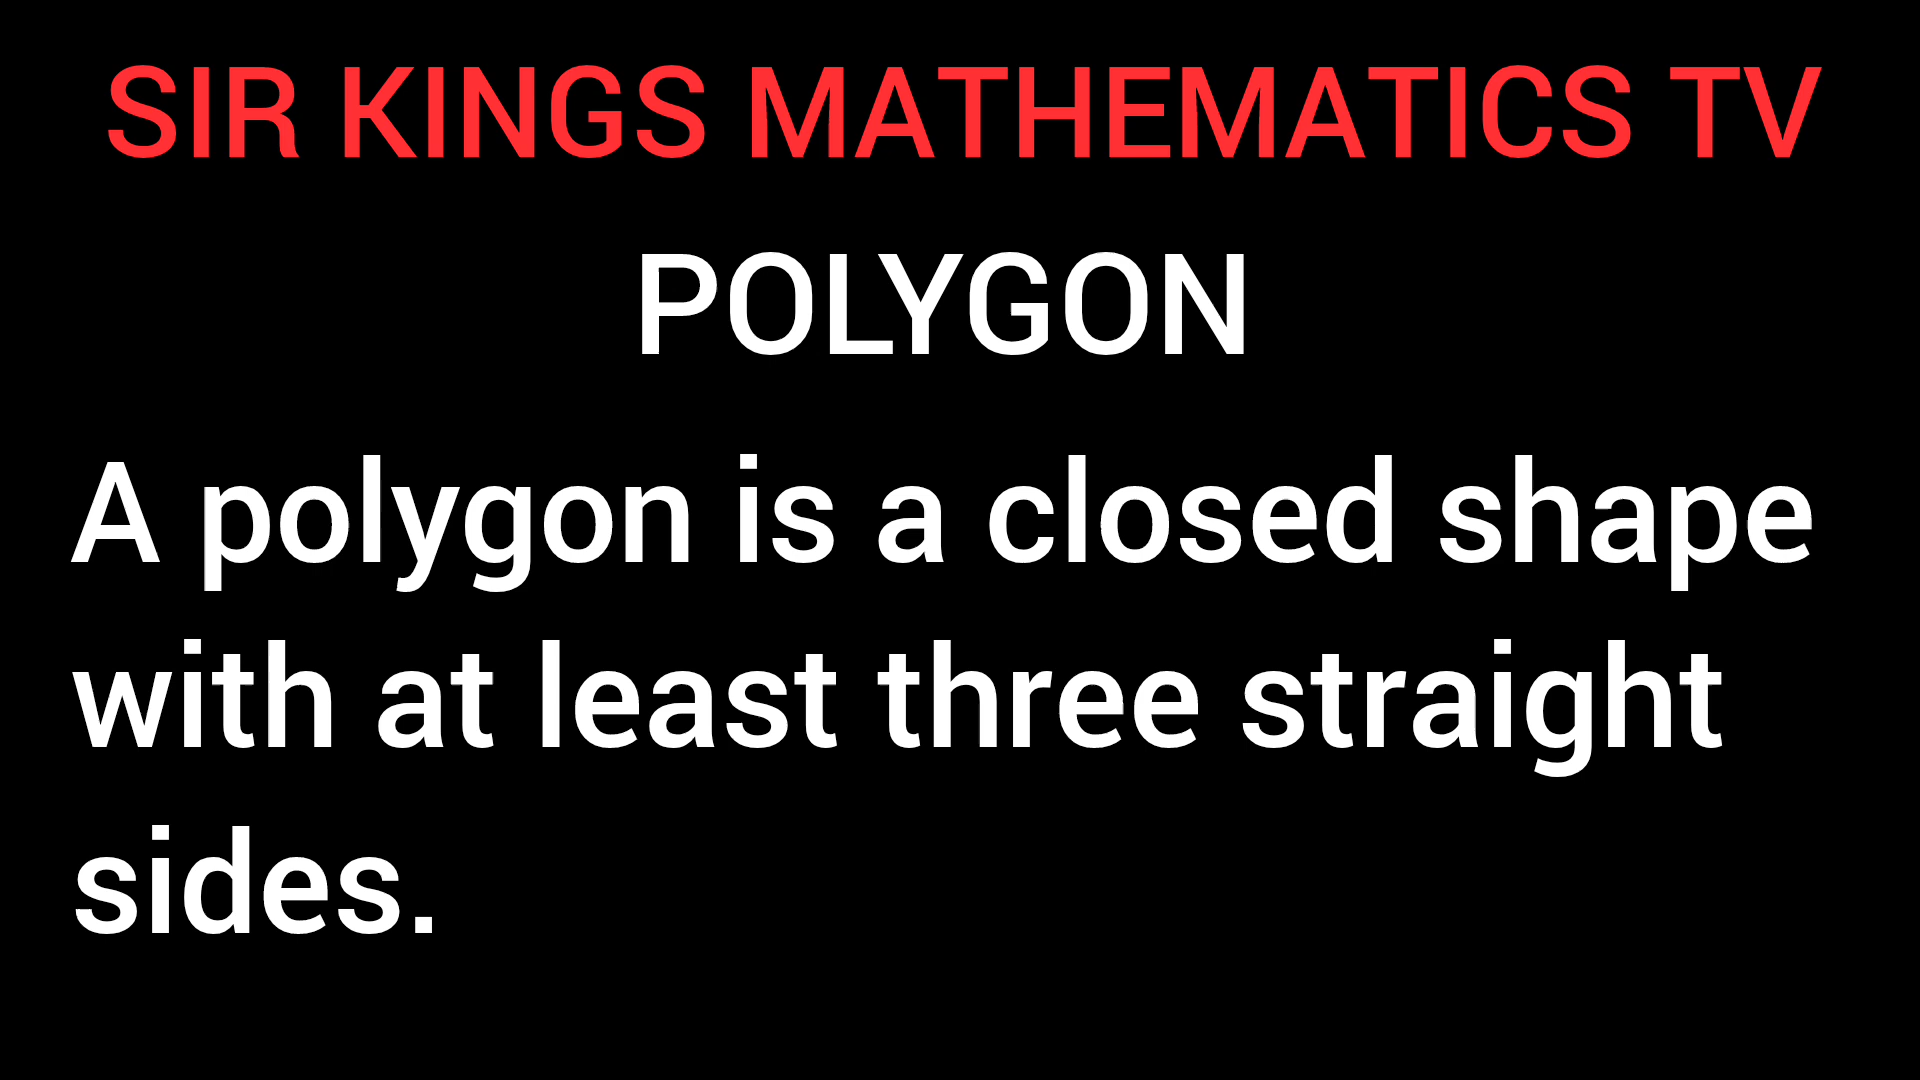 SIR KINGS MATHEMATICS TV
POLYGON
A polygon is a closed shape
with at least three straight
sides.